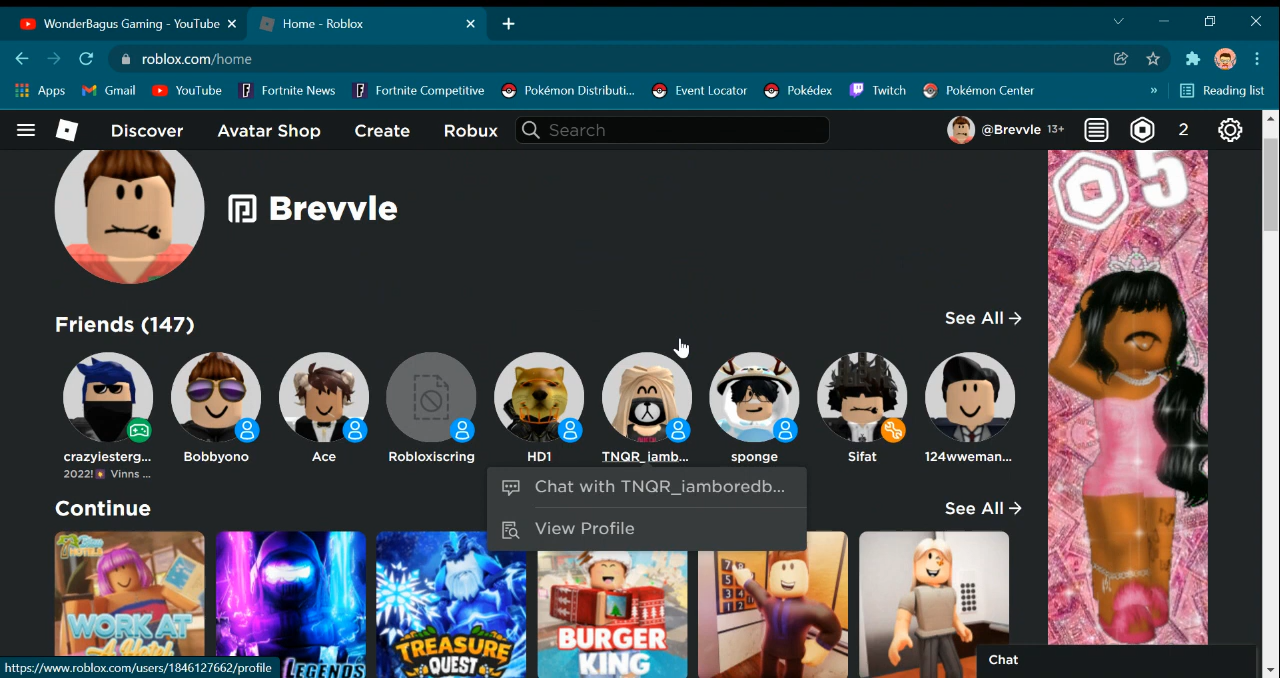 WonderBagus Gaming - YouTube
Home - Roblox
roblox.com/home
Apps
Gmail
YouTube
Fortnite News
Fortnite Competitive
Pokémon Distributi...
Event Locator
Pokédex
Twitch
Pokémon Center
»
Reading list
Discover
Avatar Shop
Create
Robux
Search
@Brevvle 13+
2
5
Brevvle
Friends (147)
See All
crazyiesterg...
Bobbyono
Ace
Robloxiscring
HD1
TNQR_iamb...
sponge
Sifat
124wweman...
2022! Vinns ...
Chat with TNQR_iamboredb...
View Profile
Continue
See All
WORK AT
A Hotel
LEGENDS
TREASURE
QUEST
BURGER
KING
Chat
https://www.roblox.com/users/1846127662/profile